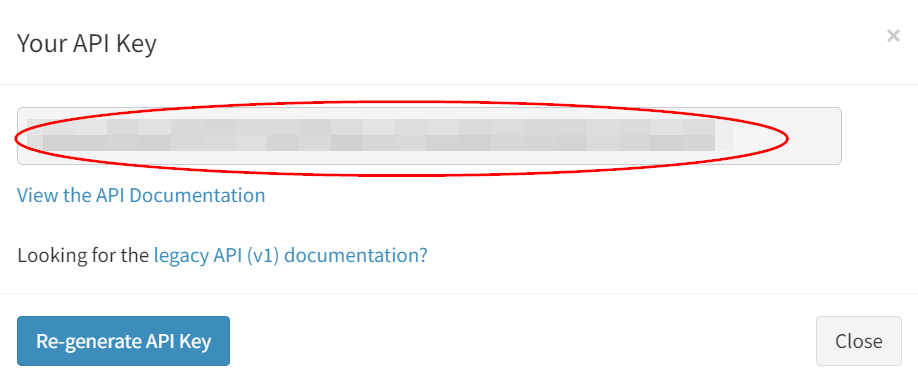 Your API Key
×
View the API Documentation
Looking for the legacy API (v1) documentation?
Re-generate API Key
Close